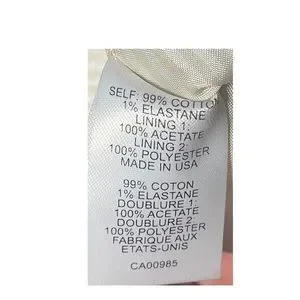 SELF: 99% COTTON
1% ELASTANE
LINING 1:
100% ACETATE
LINING 2:
100% POLYESTER
MADE IN USA
99% COTON
1% ELASTANE
DOUBLURE 1:
100% ACETATE
DOUBLURE 2:
100% POLYESTER
FABRIQUE AUX
ETATS-UNIS
CA00985